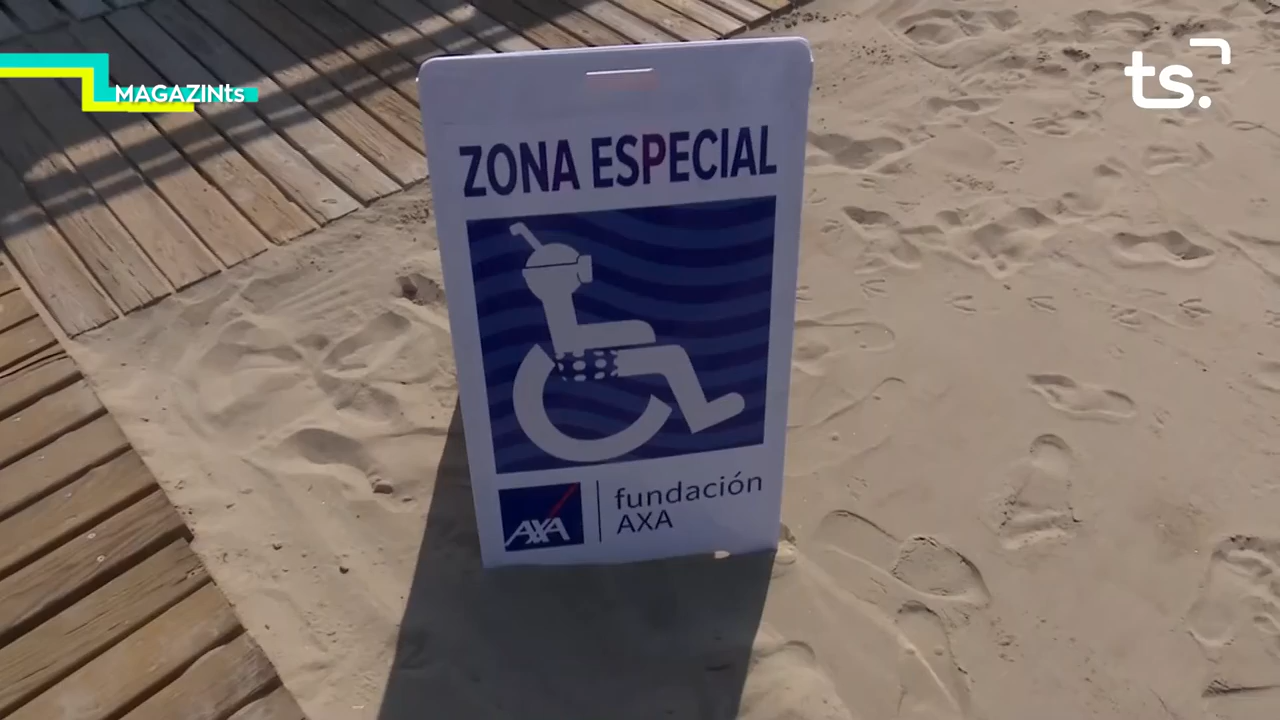 MAGAZINts
ts.
ZONA ESPECIAL
AXA
fundación
AXA